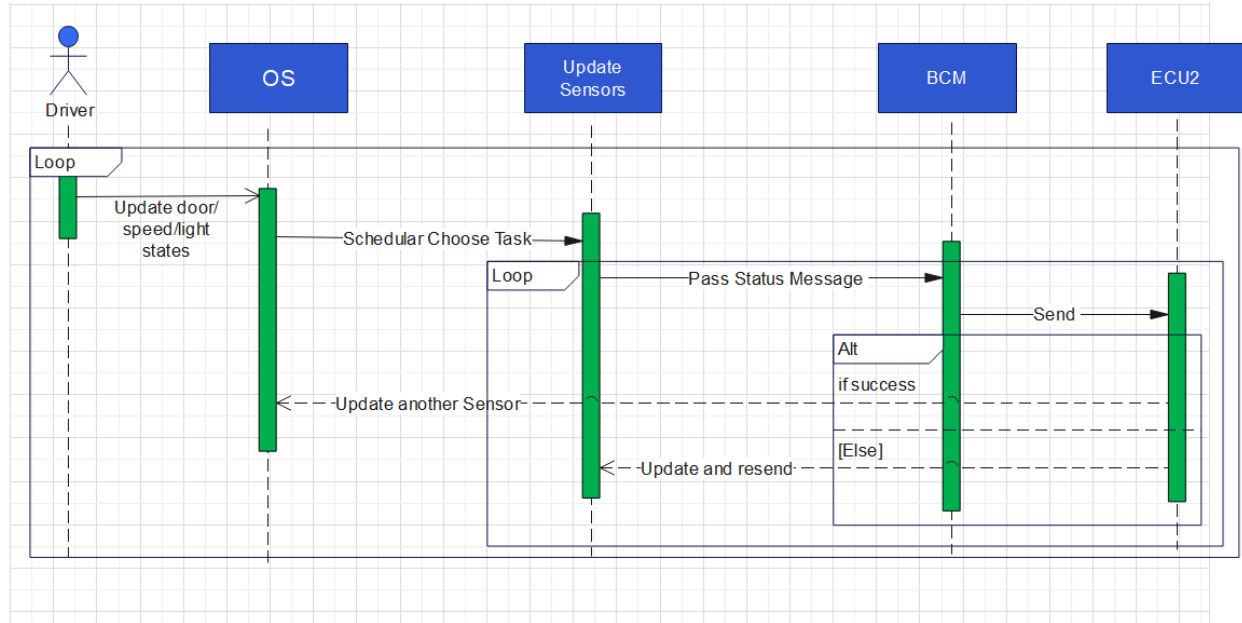 OS
Update
Sensors
BCM
ECU2
Driver
Loop
Update door/
speed/light
states
Schedular Choose Task
Loop
Pass Status Message
Send
Alt
if success
Update another Sensor
[Else]
Update and resend